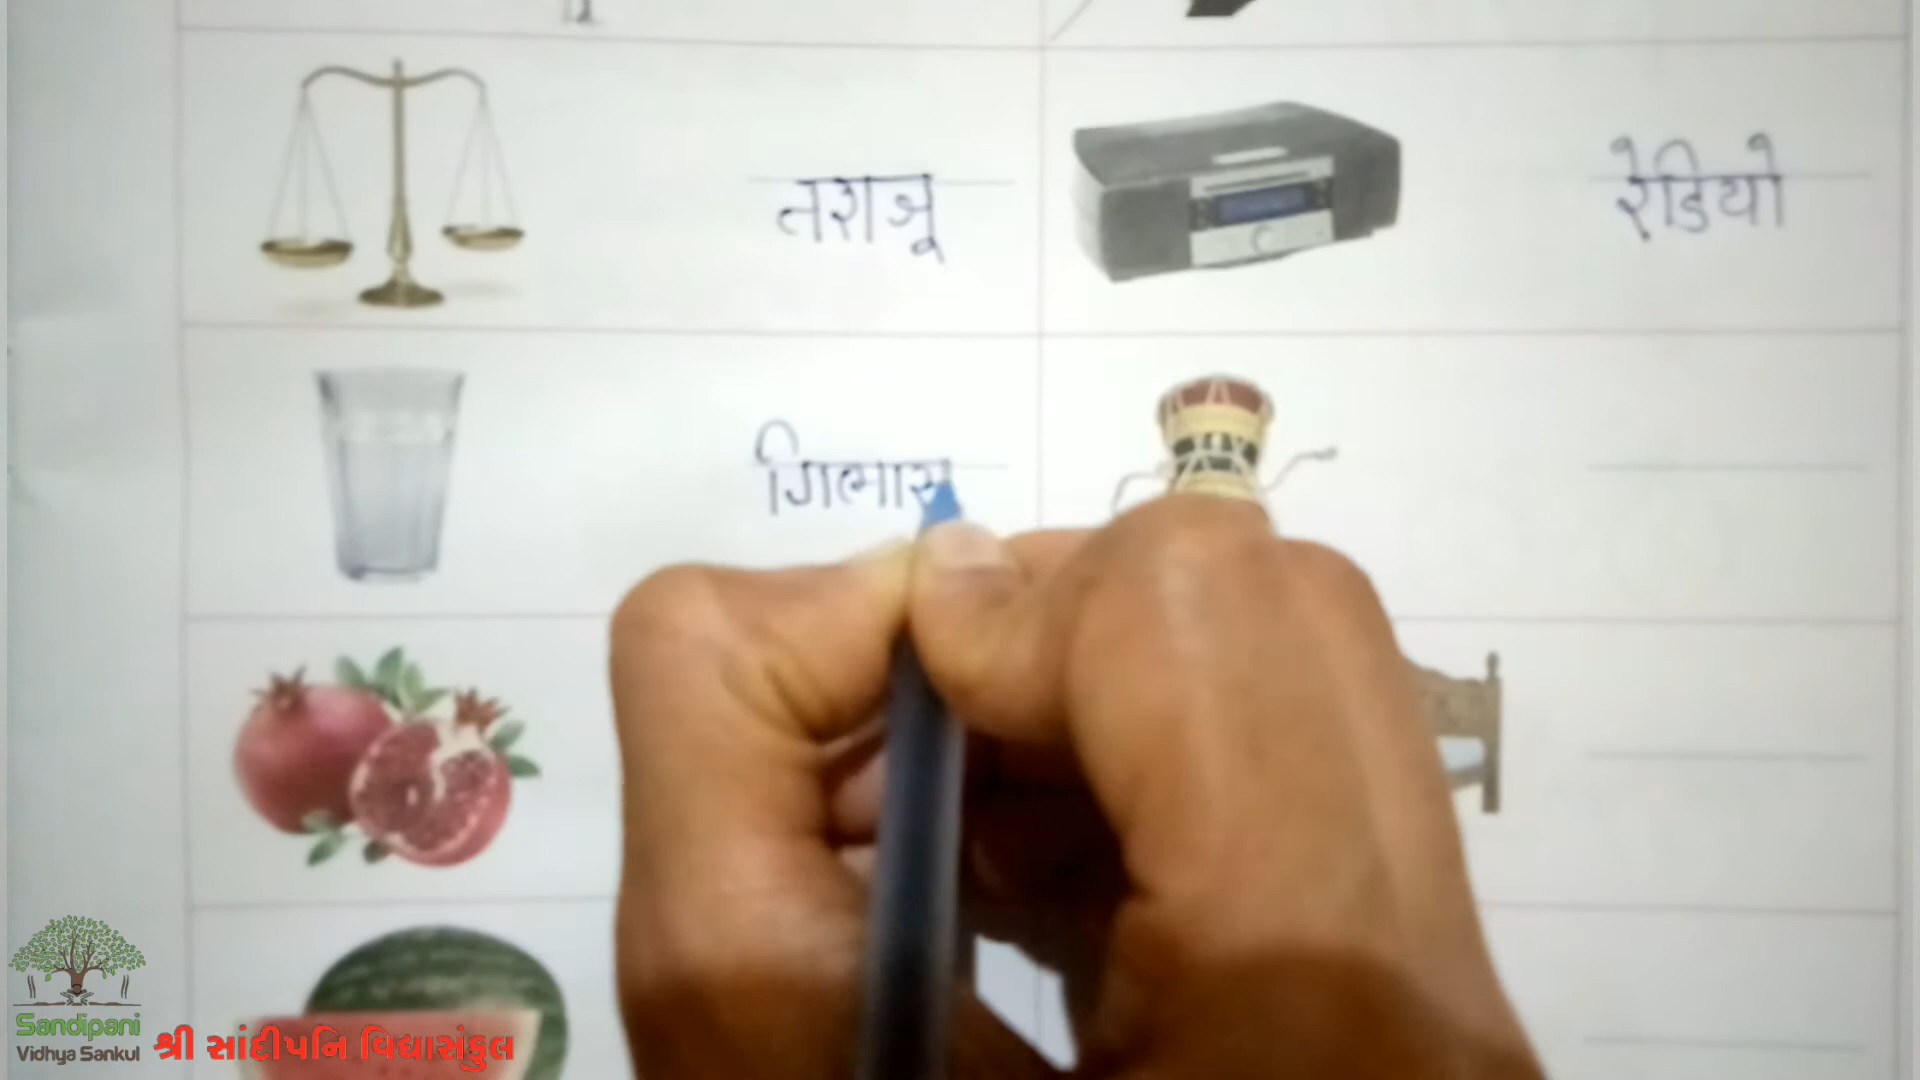 तराजू
रेडियो
गिलास
Sandipani
Vidhya Sankul
શ્રી સાંદીપનિ વિદ્યાસંકુલ